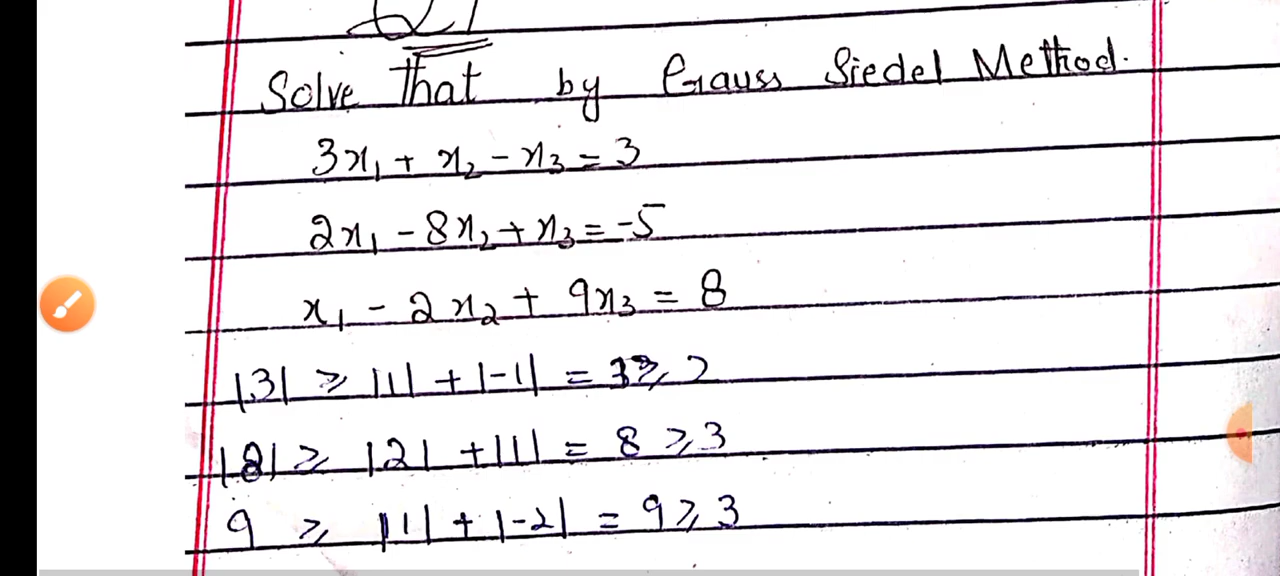 Q1
Solve That by Gauss Siedel Method.
3x₁ + x₂ - x₃ = 3
2x₁ - 8x₂ + x₃ = -5
x₁ - 2x₂ + 9x₃ = 8
|3| ⩾ |1| + |-1| = 3 ⩾ 2
|8| ⩾ |2| + |1| = 8 ⩾ 3
9 ⩾ |1| + |-2| = 9 ⩾ 3